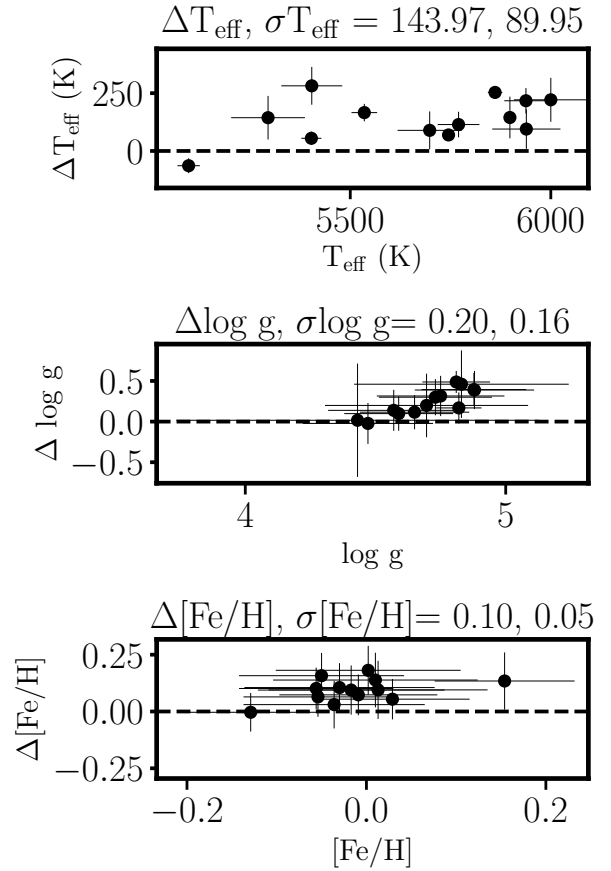 ΔTeff, σTeff = 143.97, 89.95
ΔTeff (K)
250
0
5500 6000
Teff (K)
Δlog g, σlog g= 0.20, 0.16
Δ log g
0.5
0.0
−0.5
4 5
log g
Δ[Fe/H], σ[Fe/H]= 0.10, 0.05
Δ[Fe/H]
0.25
0.00
−0.25
−0.2 0.0 0.2
[Fe/H]